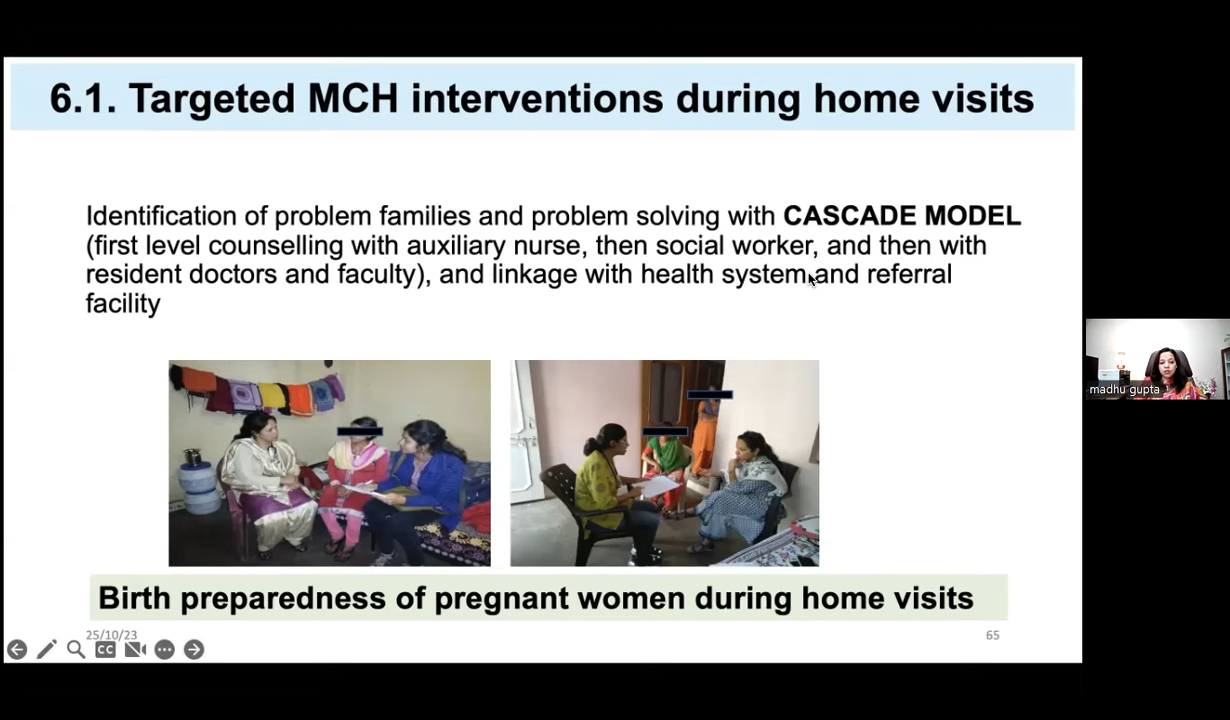 6.1. Targeted MCH interventions during home visits
Identification of problem families and problem solving with CASCADE MODEL
(first level counselling with auxiliary nurse, then social worker, and then with
resident doctors and faculty), and linkage with health system and referral
facility
madhu gupta
Birth preparedness of pregnant women during home visits
25/10/23
65
CC